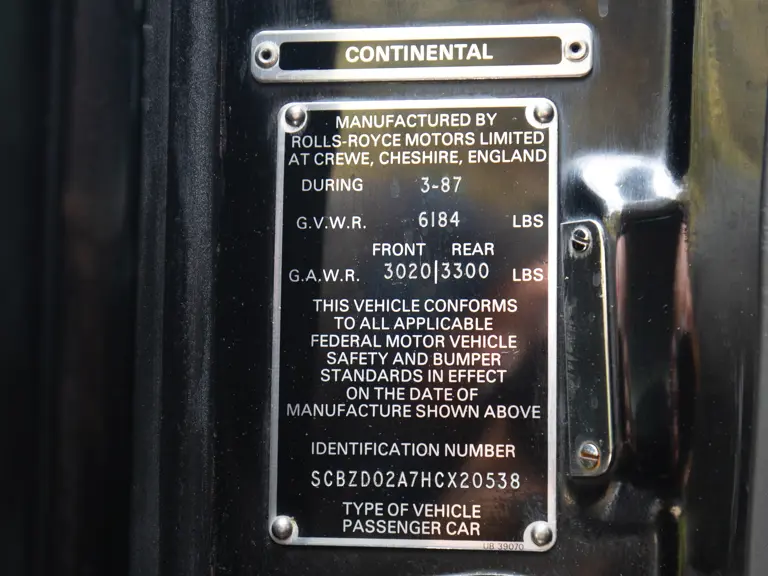 CONTINENTAL
MANUFACTURED BY
ROLLS-ROYCE MOTORS LIMITED
AT CREWE, CHESHIRE, ENGLAND
DURING 3-87
G.V.W.R. 6184 LBS
FRONT REAR
G.A.W.R. 3020|3300 LBS
THIS VEHICLE CONFORMS
TO ALL APPLICABLE
FEDERAL MOTOR VEHICLE
SAFETY AND BUMPER
STANDARDS IN EFFECT
ON THE DATE OF
MANUFACTURE SHOWN ABOVE
IDENTIFICATION NUMBER
SCBZD02A7HCX20538
TYPE OF VEHICLE
PASSENGER CAR
UB 39070